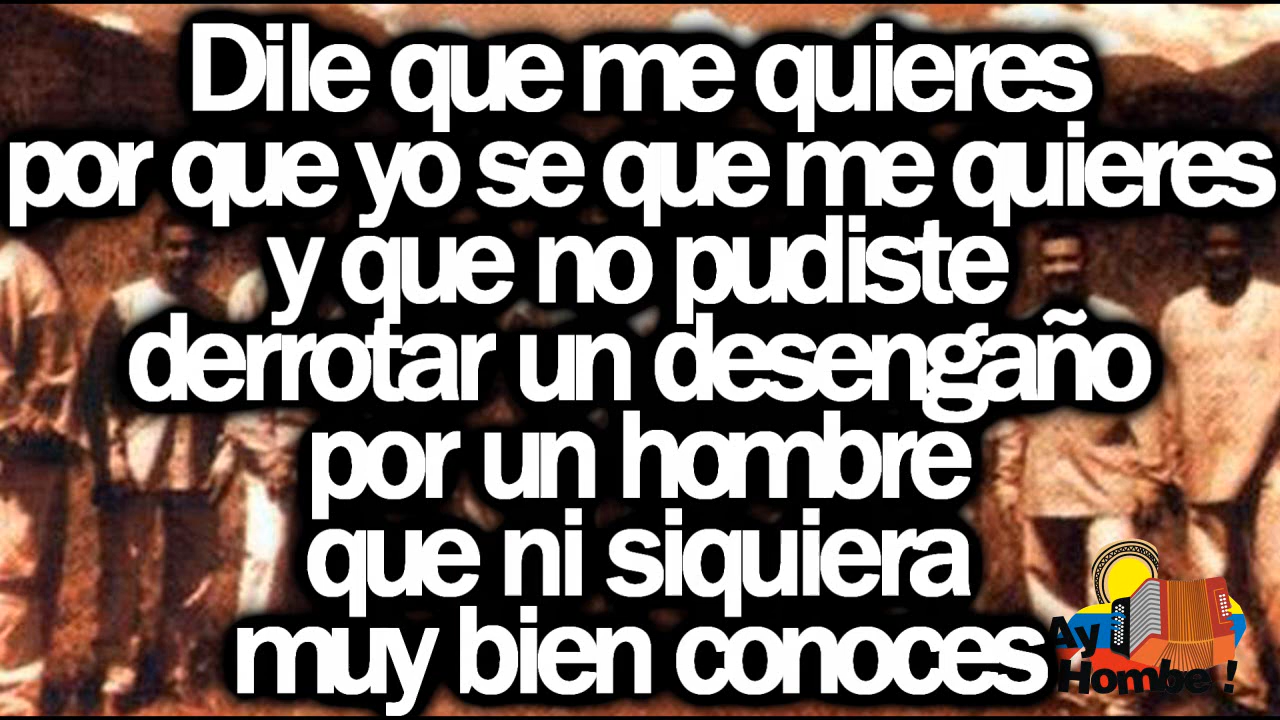 Dile que me quieres
por que yo se que me quieres
y que no pudiste
derrotar un desengaño
por un hombre
que ni siquiera
muy bien conoces
Ay
Hombe !